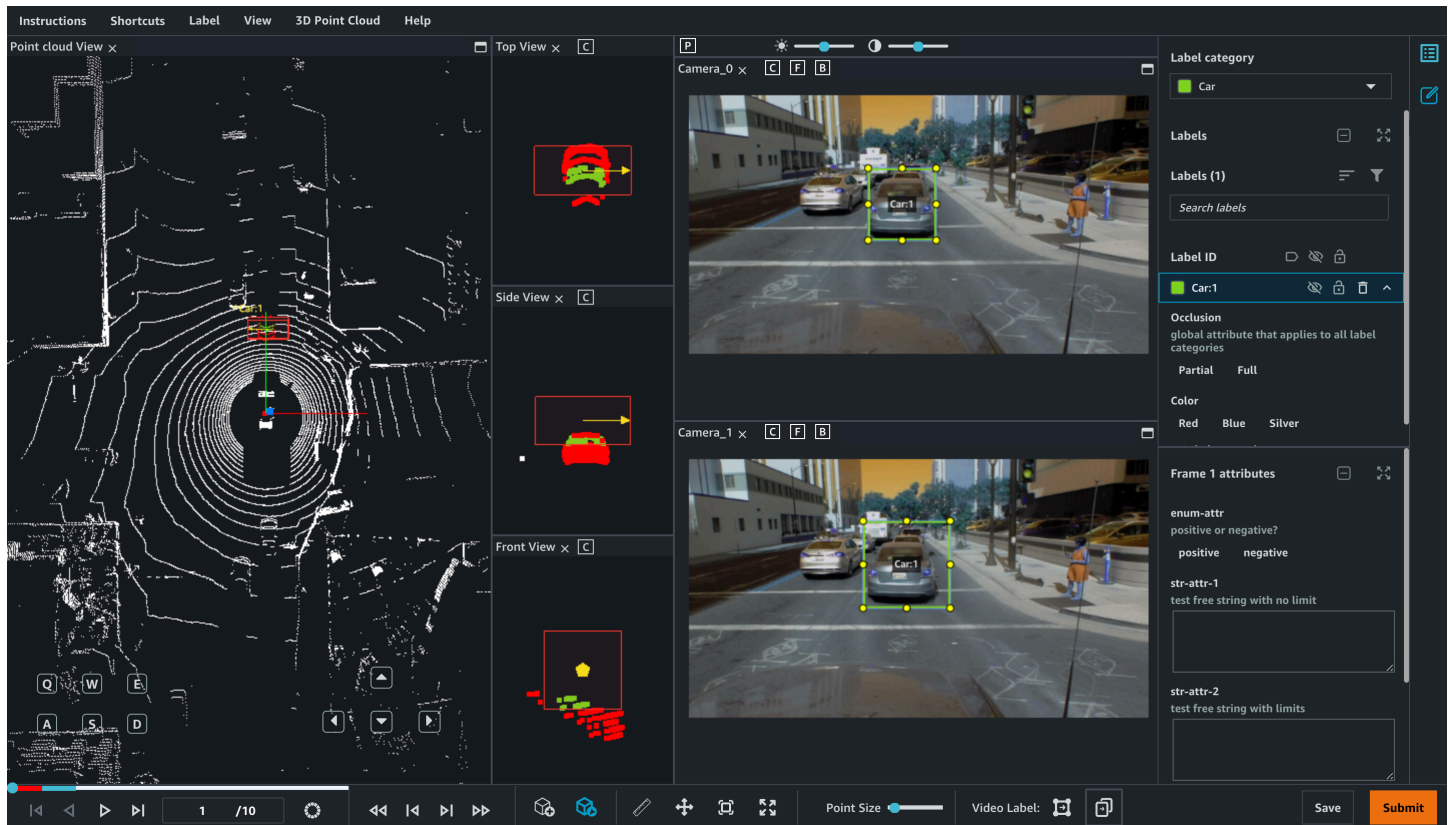 Instructions Shortcuts Label View 3D Point Cloud Help
Point cloud View
Car:1
Q W E
A S D
Top View C
Side View C
Front View C
P
Camera_0 C F B
Car:1
Camera_1 C F B
Car:1
Label category
Car
Labels
Labels (1)
Search labels
Label ID
Car:1
Occlusion
global attribute that applies to all label
categories
Partial Full
Color
Red Blue Silver
Frame 1 attributes
enum-attr
positive or negative?
positive negative
str-attr-1
test free string with no limit
str-attr-2
test free string with limits
1 /10
Point Size
Video Label:
Save
Submit